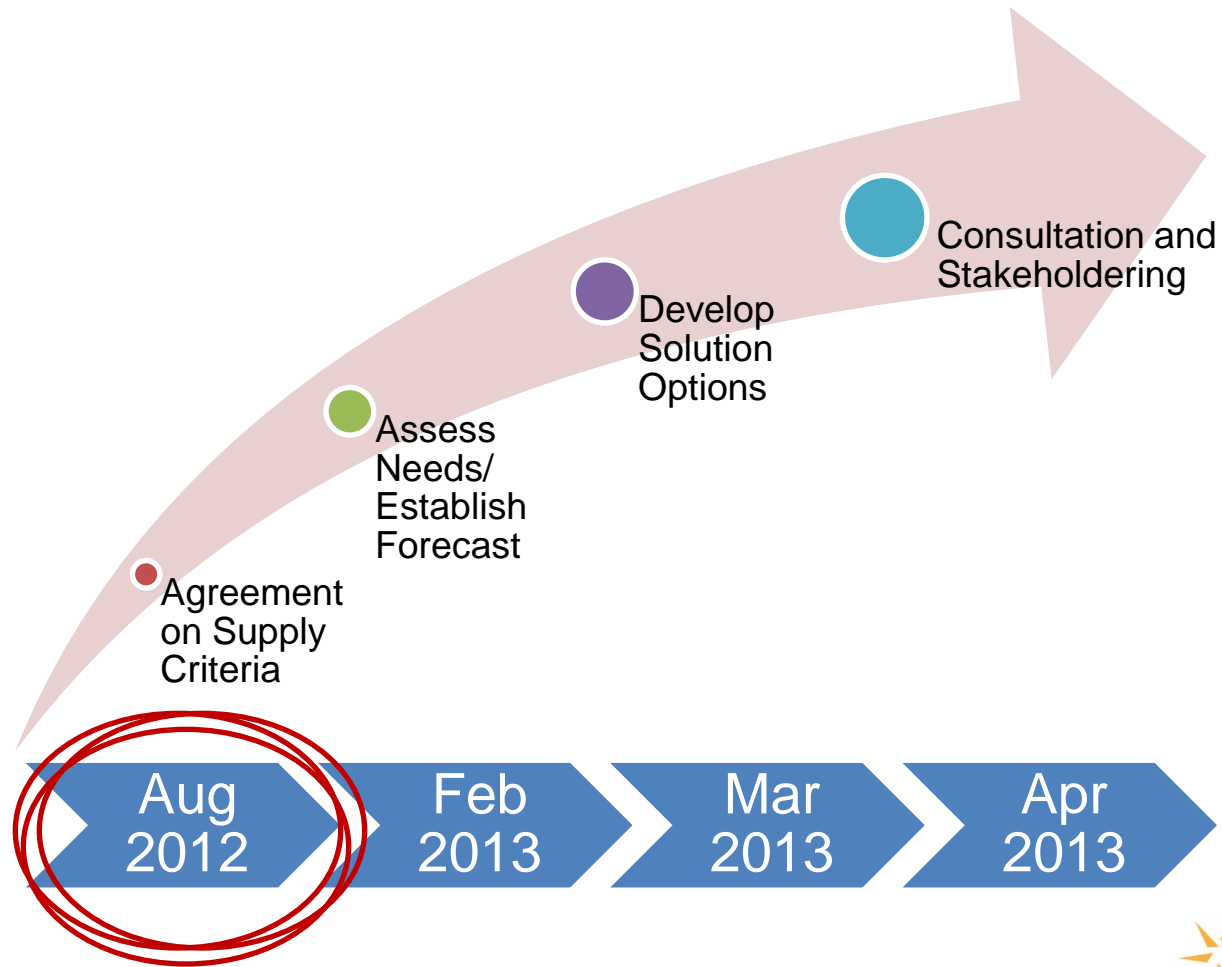 Consultation and
Stakeholdering
Develop
Solution
Options
Assess
Needs/
Establish
Forecast
Agreement
on Supply
Criteria
Aug
2012
Feb
2013
Mar
2013
Apr
2013